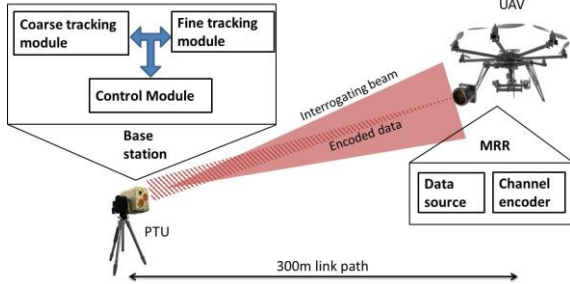 UAV
Coarse tracking
module
Fine tracking
module
Control Module
Base
station
Interrogating beam
Encoded data
MRR
Data
source
Channel
encoder
PTU
300m link path